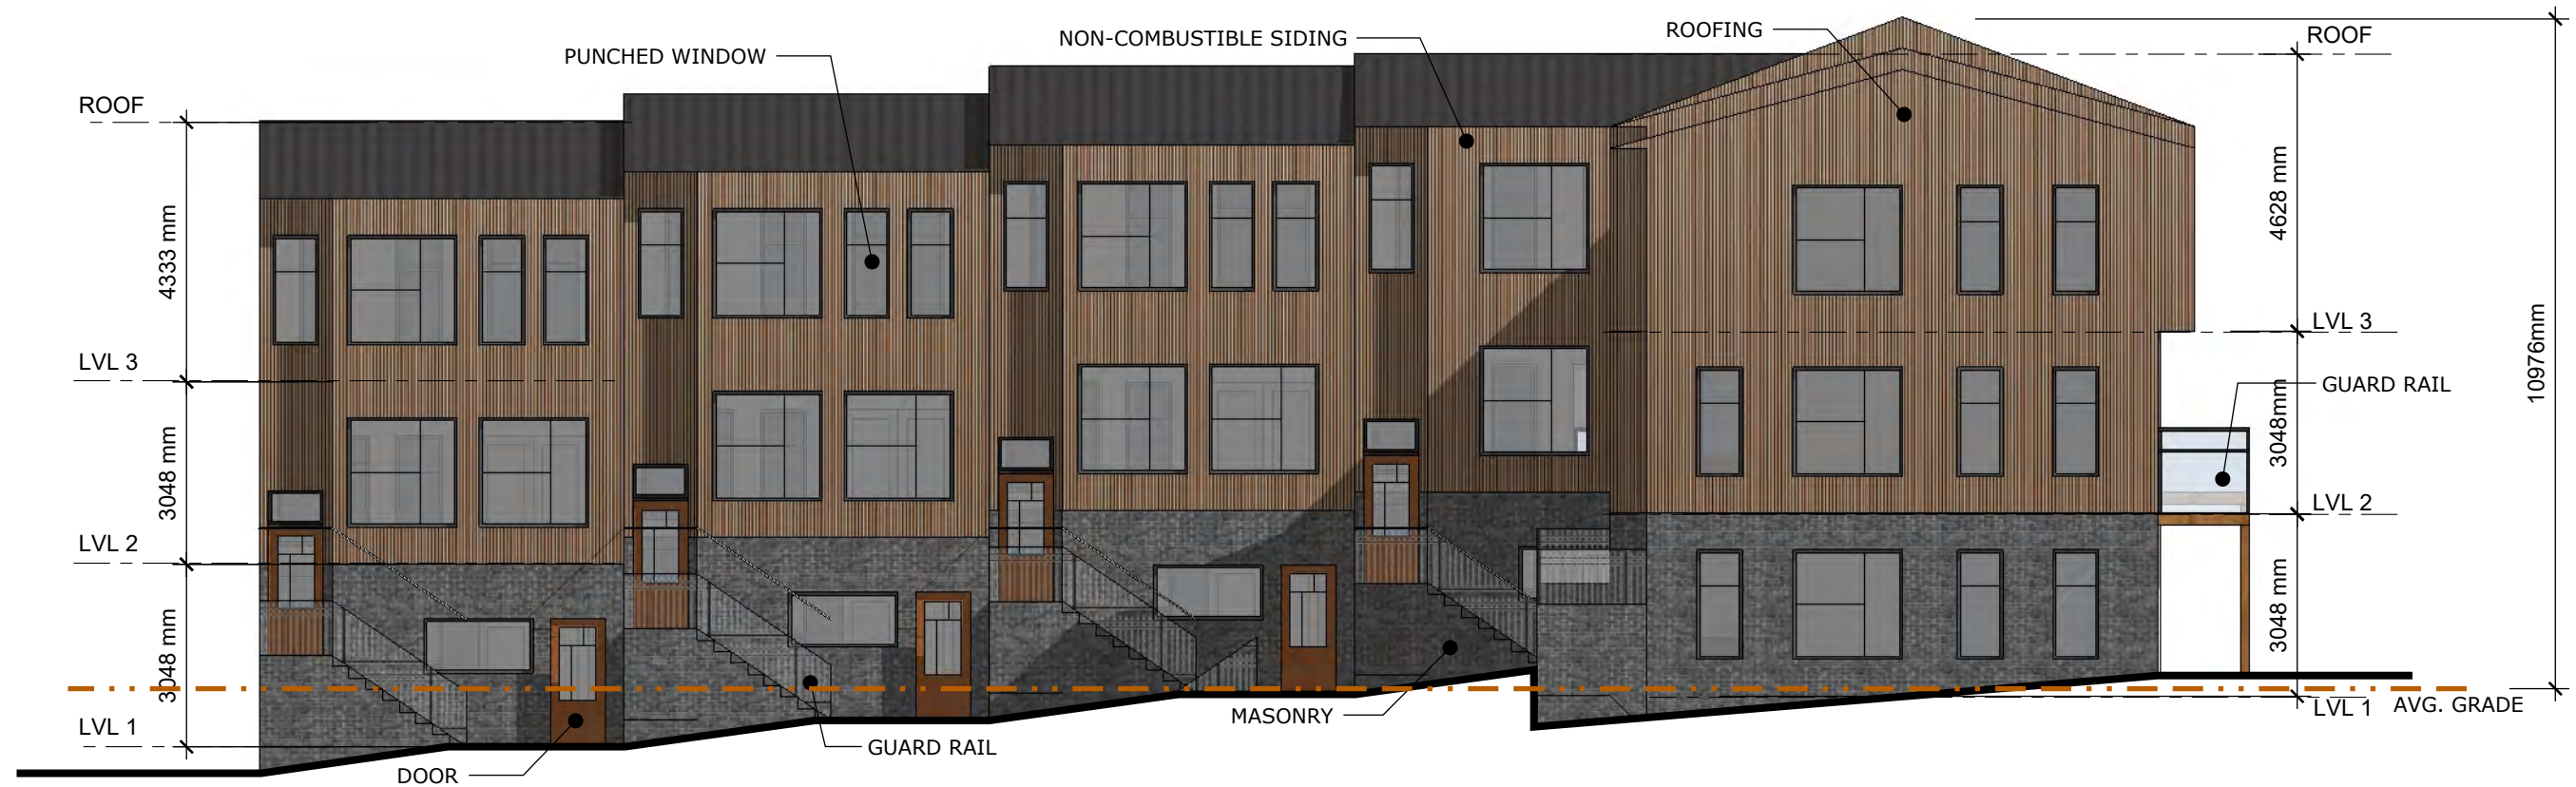 ROOFING
ROOF
NON-COMBUSTIBLE SIDING
PUNCHED WINDOW
ROOF
4333 mm
4628 mm
10976mm
LVL 3
LVL 3
GUARD RAIL
3048 mm
3048mm
LVL 2
LVL 2
3048 mm
3048 mm
LVL 1
AVG. GRADE
MASONRY
LVL 1
GUARD RAIL
DOOR